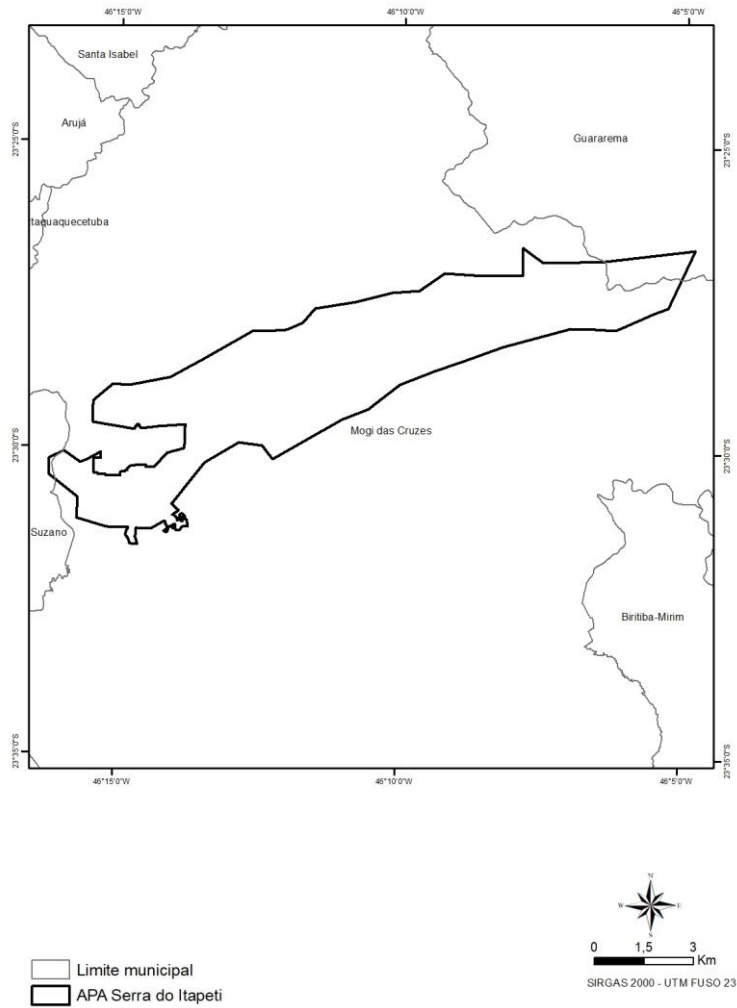 46°15'0"W
46°10'0"W
46°5'0"W
Santa Isabel
Arujá
Guararema
23°25'0"S
23°25'0"S
Itaquaquecetuba
Mogi das Cruzes
23°30'0"S
23°30'0"S
Suzano
Biritiba-Mirim
23°35'0"S
23°35'0"S
46°15'0"W
46°10'0"W
46°5'0"W
N
W E
S
0 1,5 3
Km
SIRGAS 2000 - UTM FUSO 23
Limite municipal
APA Serra do Itapeti